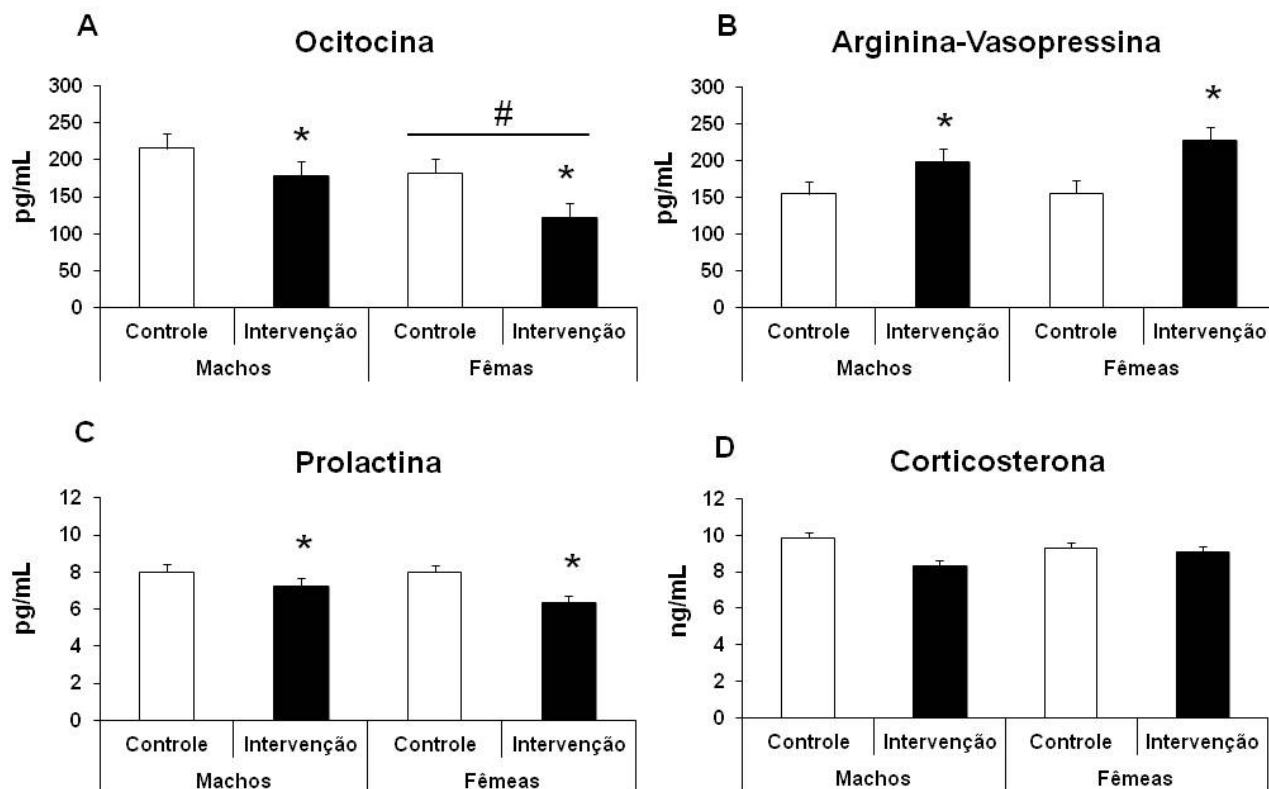 A
Ocitocina
300
250
200
150
100
50
0
pg/mL
*
#
*
Controle Intervenção Controle Intervenção
Machos Fêmas
B
Arginina-Vasopressina
300
250
200
150
100
50
0
pg/mL
*
*
Controle Intervenção Controle Intervenção
Machos Fêmeas
C
Prolactina
12
10
8
6
4
2
0
pg/mL
*
*
Controle Intervenção Controle Intervenção
Machos Fêmeas
D
Corticosterona
12
10
8
6
4
2
0
ng/mL
Controle Intervenção Controle Intervenção
Machos Fêmeas